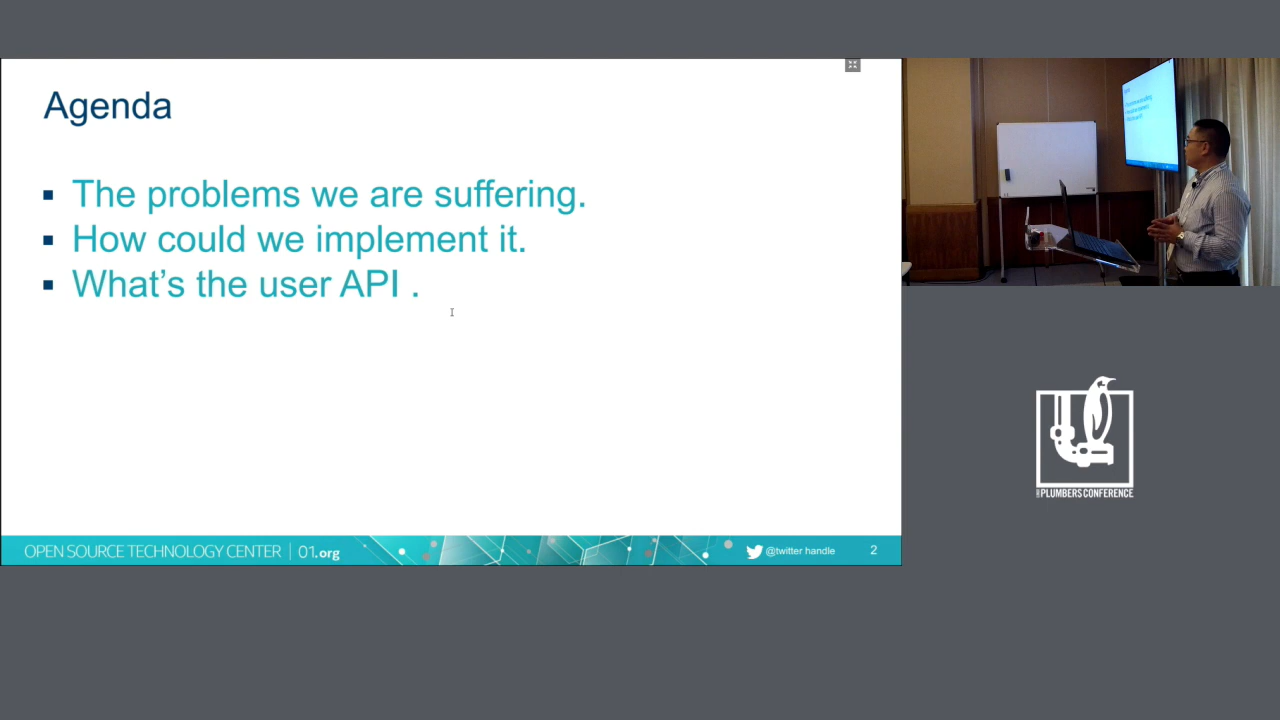 Agenda
▪ The problems we are suffering.
▪ How could we implement it.
▪ What’s the user API .
OPEN SOURCE TECHNOLOGY CENTER | 01.org
@twitter handle
2
PLUMBERS CONFERENCE